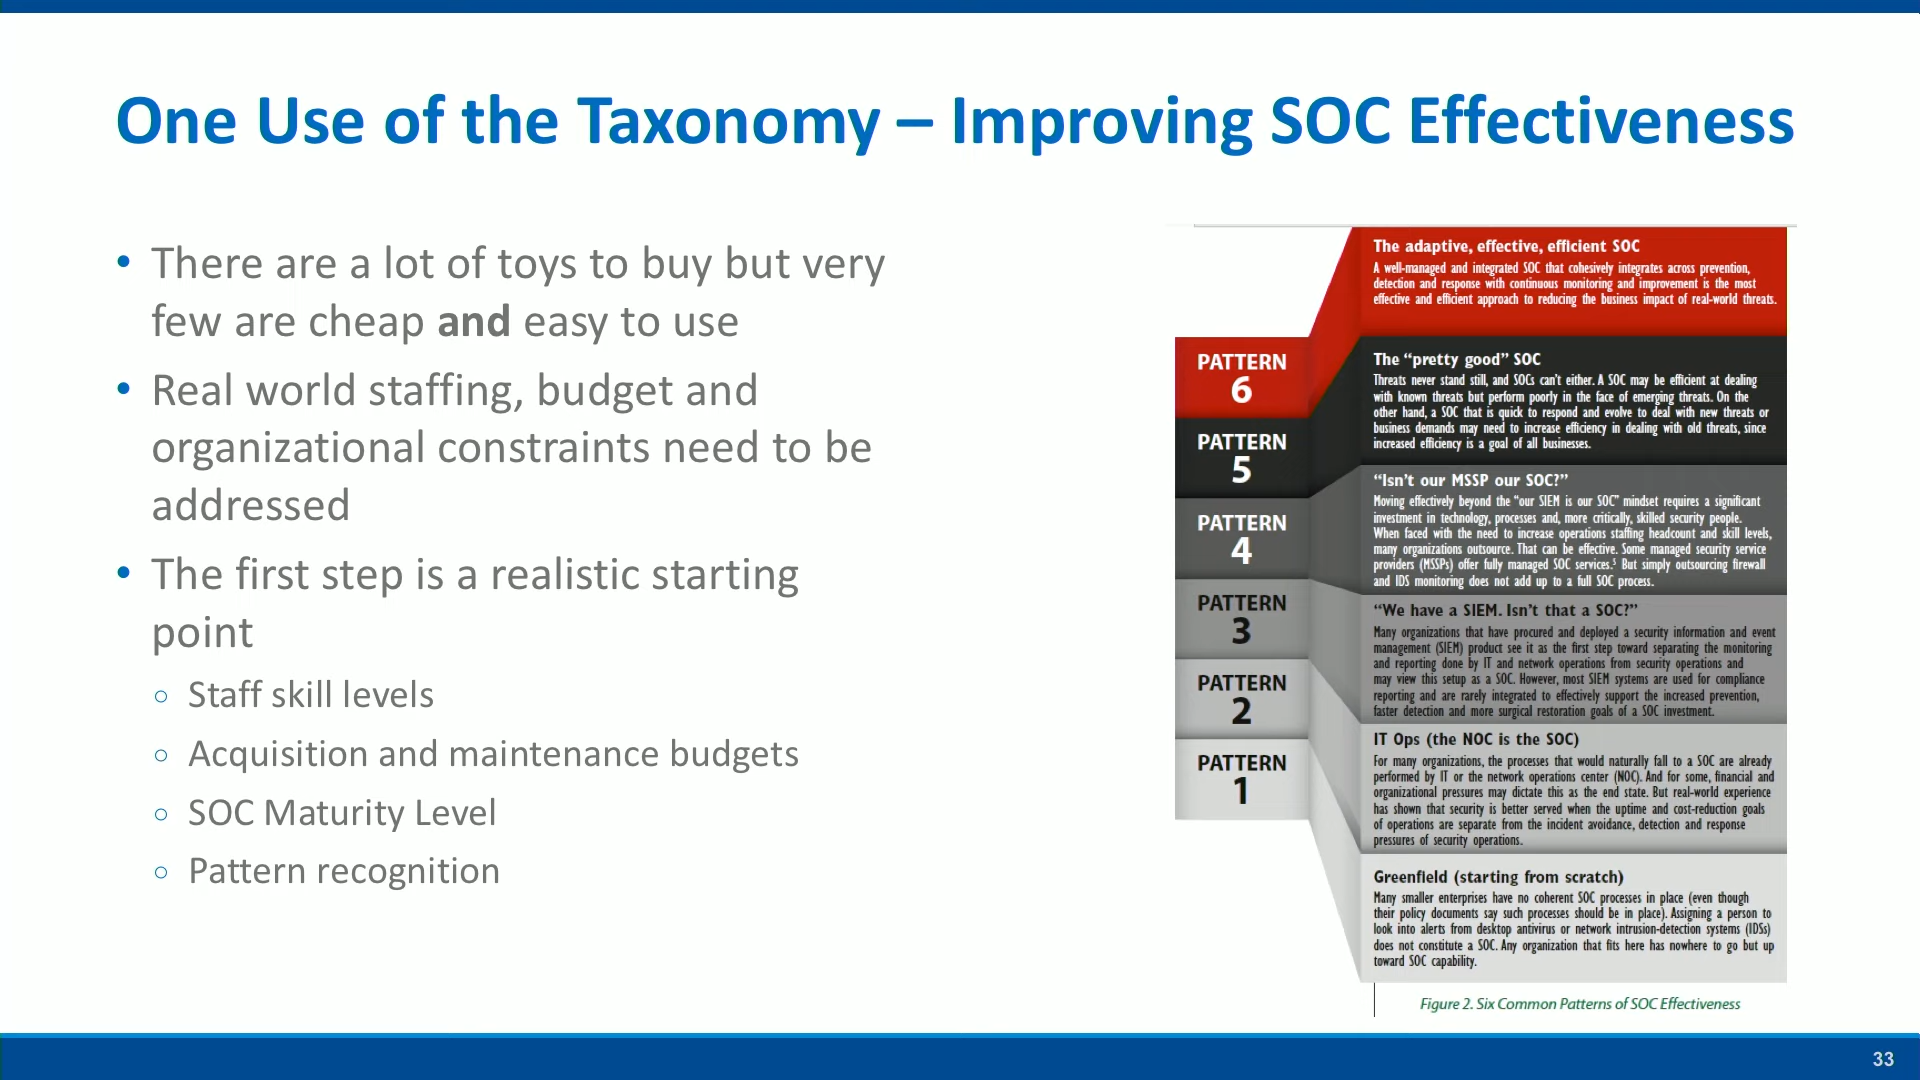 One Use of the Taxonomy – Improving SOC Effectiveness
• There are a lot of toys to buy but very
few are cheap and easy to use
• Real world staffing, budget and
organizational constraints need to be
addressed
• The first step is a realistic starting
point
○ Staff skill levels
○ Acquisition and maintenance budgets
○ SOC Maturity Level
○ Pattern recognition
PATTERN
6
The adaptive, effective, efficient SOC
A well-managed and integrated SOC that cohesively integrates across prevention,
detection and response with continuous monitoring and improvement is the most
effective and efficient approach to reducing the business impact of real-world threats.
PATTERN
5
The “pretty good” SOC
Threats never stand still, and SOCs can’t either. A SOC may be efficient at dealing
with known threats but perform poorly in the face of emerging threats. On the
other hand, a SOC that is quick to respond and evolve to deal with new threats or
business demands may need to increase efficiency in dealing with old threats, since
increased efficiency is a goal of all businesses.
PATTERN
4
“Isn’t our MSSP our SOC?”
Moving effectively beyond the “our SIEM is our SOC” mindset requires a significant
investment in technology, processes and, more critically, skilled security people.
When faced with the need to increase operations staffing headcount and skill levels,
many organizations outsource. That can be effective. Some managed security service
providers (MSSPs) offer fully managed SOC services.⁵ But simply outsourcing firewall
and IDS monitoring does not add up to a full SOC process.
PATTERN
3
“We have a SIEM. Isn’t that a SOC?”
Many organizations that have procured and deployed a security information and event
management (SIEM) product see it as the first step toward separating the monitoring
and reporting done by IT and network operations from security operations and
may view this setup as a SOC. However, most SIEM systems are used for compliance
reporting and are rarely integrated to effectively support the increased prevention,
faster detection and more surgical restoration goals of a SOC investment.
PATTERN
2
IT Ops (the NOC is the SOC)
For many organizations, the processes that would naturally fall to a SOC are already
performed by IT or the network operations center (NOC). And for some, financial and
organizational pressures may dictate this as the end state. But real-world experience
has shown that security is better served when the uptime and cost-reduction goals
of operations are separate from the incident avoidance, detection and response
pressures of security operations.
PATTERN
1
Greenfield (starting from scratch)
Many smaller enterprises have no coherent SOC processes in place (even though
their policy documents say such processes should be in place). Assigning a person to
look into alerts from desktop antivirus or network intrusion-detection systems (IDSs)
does not constitute a SOC. Any organization that fits here has nowhere to go but up
toward SOC capability.
Figure 2. Six Common Patterns of SOC Effectiveness
33